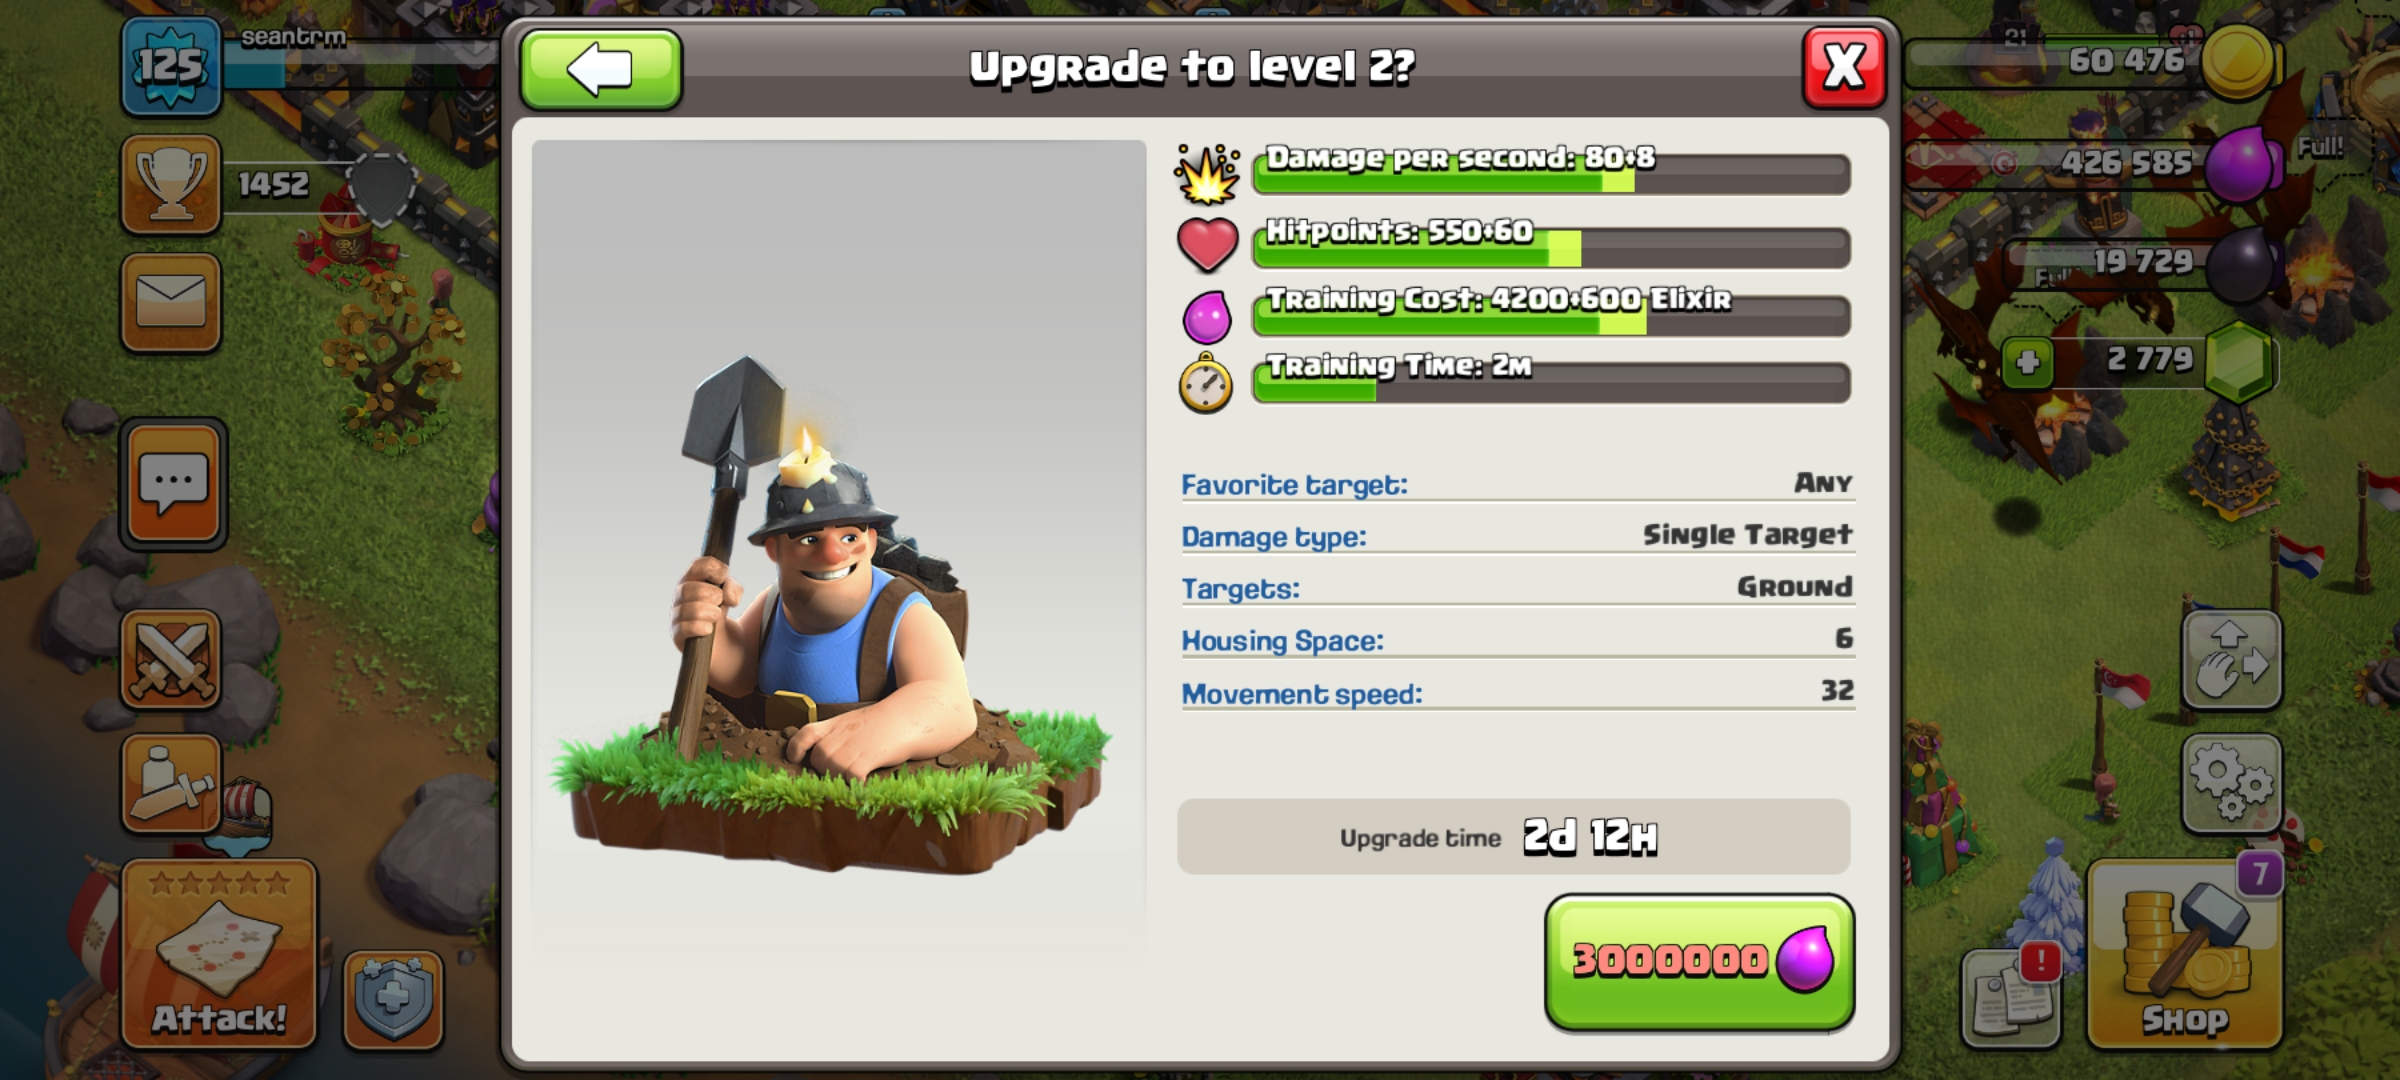 seantrm
125
1452
Attack!
Upgrade to level 2?
X
Damage per second: 80+8
Hitpoints: 550+60
Training Cost: 4200+600 Elixir
Training Time: 2m
Favorite target: Any
Damage type: Single Target
Targets: Ground
Housing Space: 6
Movement speed: 32
Upgrade time 2d 12h
3000000
21
60 476
426 585
Full!
19 729
2 779
7
!
Shop